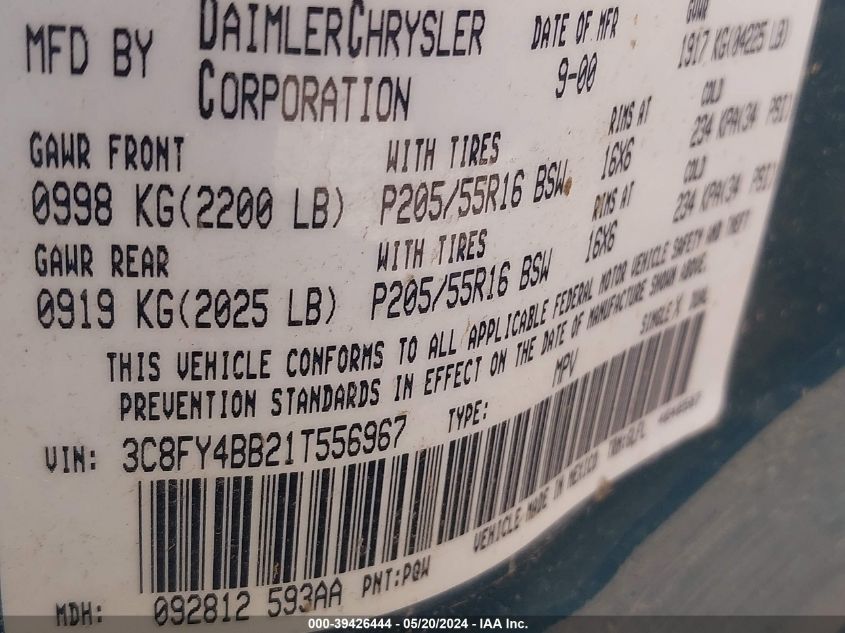 MFD BY DAIMLERCHRYSLER CORPORATION DATE OF MFR 9-00 GVWR 1917 KG(04225 LB)
GAWR FRONT WITH TIRES RIMS AT COLD
0998 KG(2200 LB) P205/55R16 BSW 16X6 234 KPA(34 PSI)
GAWR REAR WITH TIRES RIMS AT COLD
0919 KG(2025 LB) P205/55R16 BSW 16X6 234 KPA(34 PSI)
THIS VEHICLE CONFORMS TO ALL APPLICABLE FEDERAL MOTOR VEHICLE SAFETY AND THEFT
PREVENTION STANDARDS IN EFFECT ON THE DATE OF MANUFACTURE SHOWN ABOVE.
VIN: 3C8FY4BB21T556967 TYPE: MPV SINGLE X DUAL
VEHICLE MADE IN MEXICO
MDH: 092812 593AA PNT:PQW
000-39426444 / 05/20/2024 - IAA Inc.